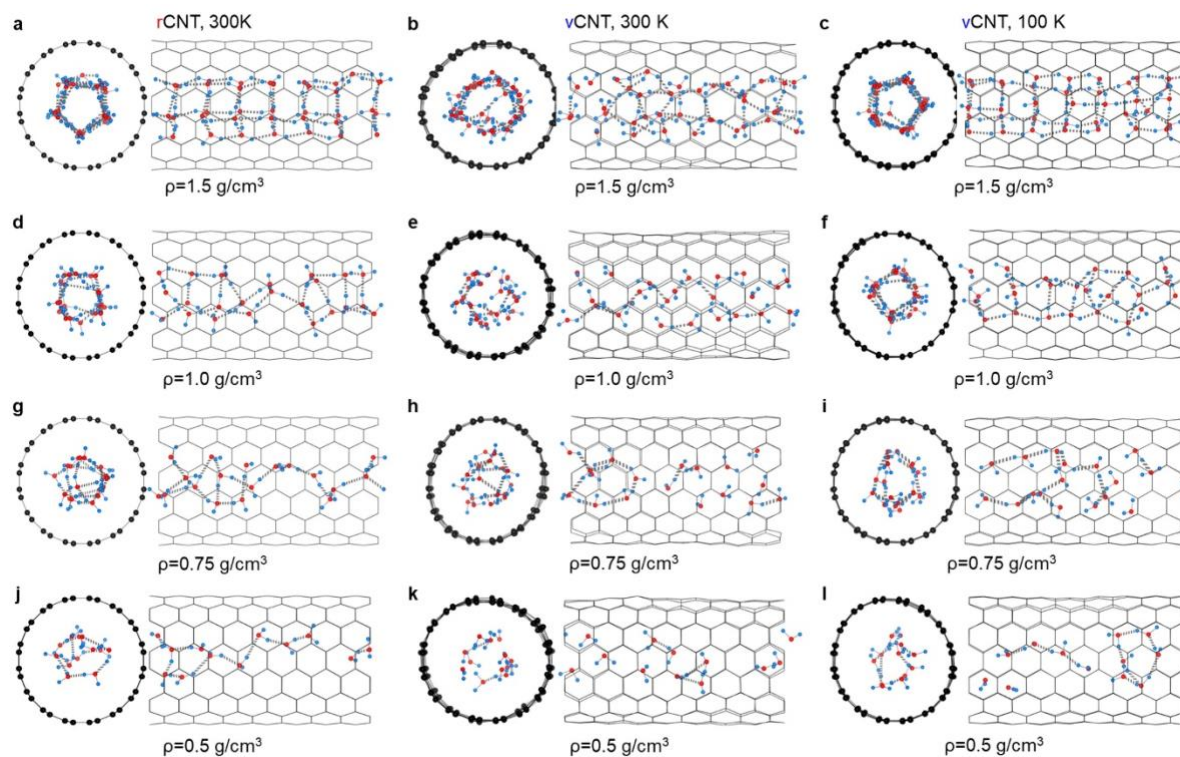 a rCNT, 300K b vCNT, 300 K c vCNT, 100 K
ρ=1.5 g/cm³ ρ=1.5 g/cm³ ρ=1.5 g/cm³
d e f
ρ=1.0 g/cm³ ρ=1.0 g/cm³ ρ=1.0 g/cm³
g h i
ρ=0.75 g/cm³ ρ=0.75 g/cm³ ρ=0.75 g/cm³
j k l
ρ=0.5 g/cm³ ρ=0.5 g/cm³ ρ=0.5 g/cm³